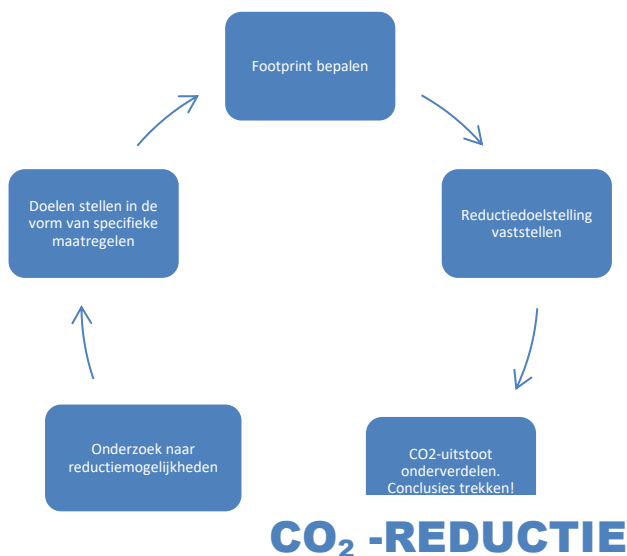 Footprint bepalen
Reductiedoelstelling
vaststellen
CO2-uitstoot
onderverdelen.
Conclusies trekken!
Onderzoek naar
reductiemogelijkheden
Doelen stellen in de
vorm van specifieke
maatregelen
CO₂ -REDUCTIE